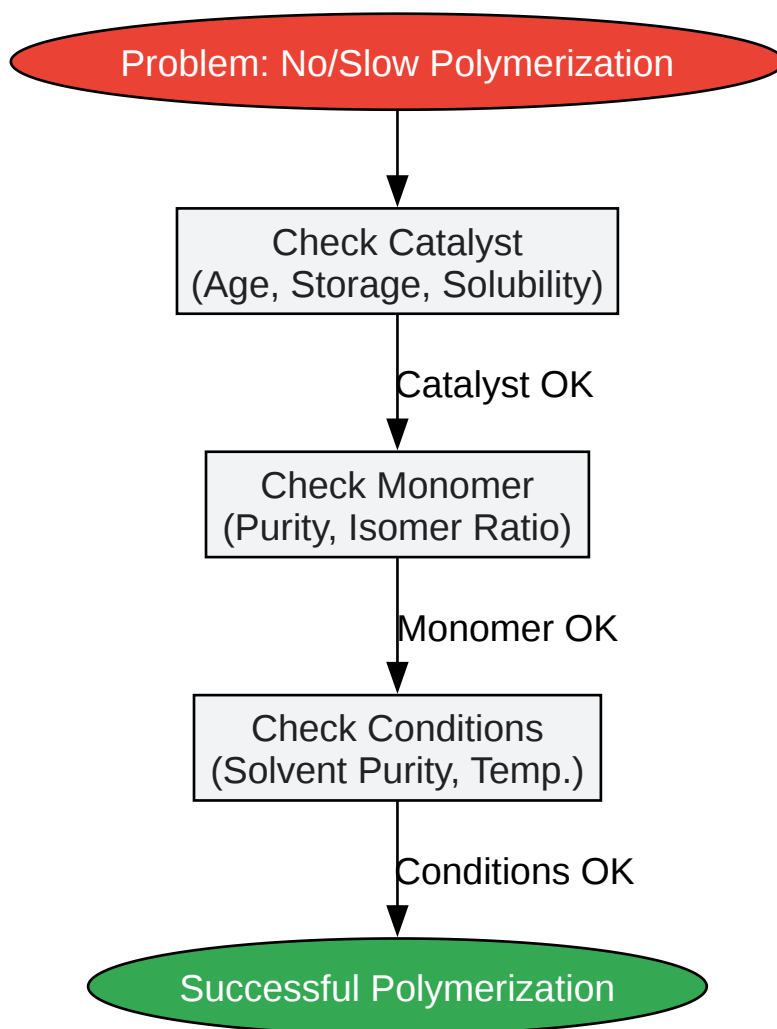 Problem: No/Slow Polymerization
Check Catalyst
(Age, Storage, Solubility)
Catalyst OK
Check Monomer
(Purity, Isomer Ratio)
Monomer OK
Check Conditions
(Solvent Purity, Temp.)
Conditions OK
Successful Polymerization